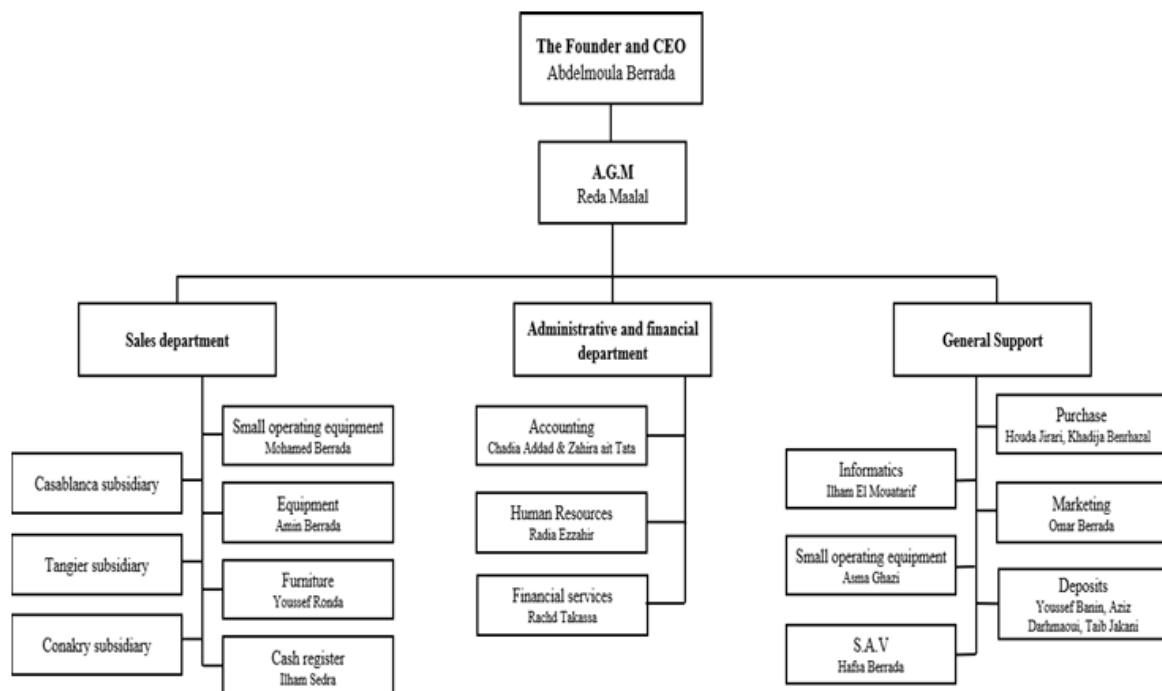 The Founder and CEO
Abdelmoula Berrada
A.G.M
Reda Maalal
Sales department
Administrative and financial
department
General Support
Small operating equipment
Mohamed Berrada
Casablanca subsidiary
Equipment
Amin Berrada
Tangier subsidiary
Furniture
Youssef Ronda
Conakry subsidiary
Cash register
Ilham Sedra
Accounting
Chadia Addad & Zahira ait Tata
Human Resources
Radia Ezzahir
Financial services
Rachd Takassa
Purchase
Houda Jirari, Khadija Benrhazal
Informatics
Ilham El Mouatarif
Marketing
Omar Berrada
Small operating equipment
Asma Ghazi
Deposits
Youssef Banin, Aziz
Darhmaoui, Taib Jakani
S.A.V
Hafsa Berrada